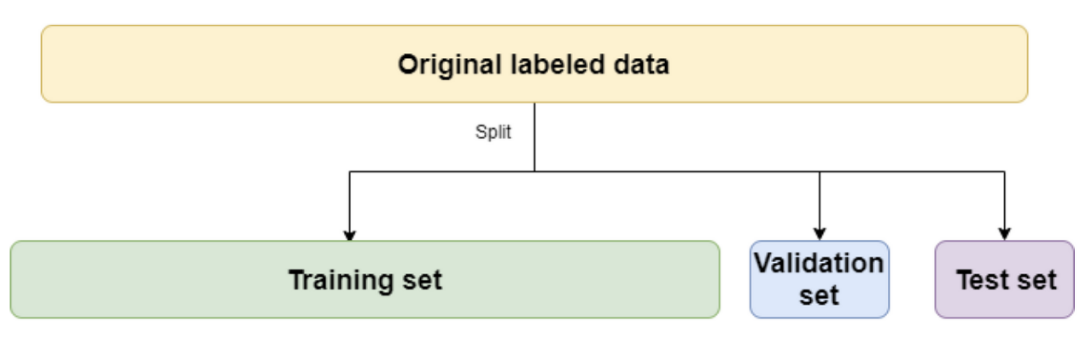 Original labeled data
Split
Training set
Validation
set
Test set